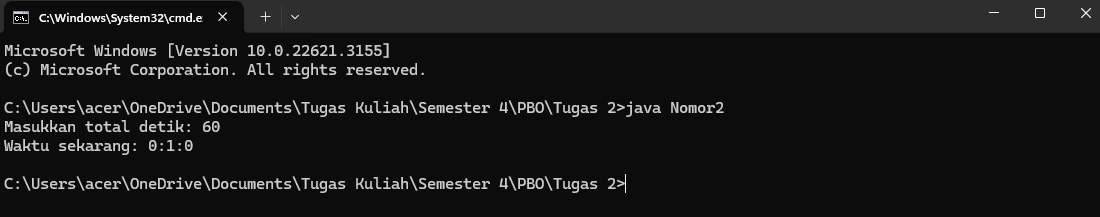 C:\Windows\System32\cmd.e
Microsoft Windows [Version 10.0.22621.3155]
(c) Microsoft Corporation. All rights reserved.
C:\Users\acer\OneDrive\Documents\Tugas Kuliah\Semester 4\PBO\Tugas 2>java Nomor2
Masukkan total detik: 60
Waktu sekarang: 0:1:0
C:\Users\acer\OneDrive\Documents\Tugas Kuliah\Semester 4\PBO\Tugas 2>